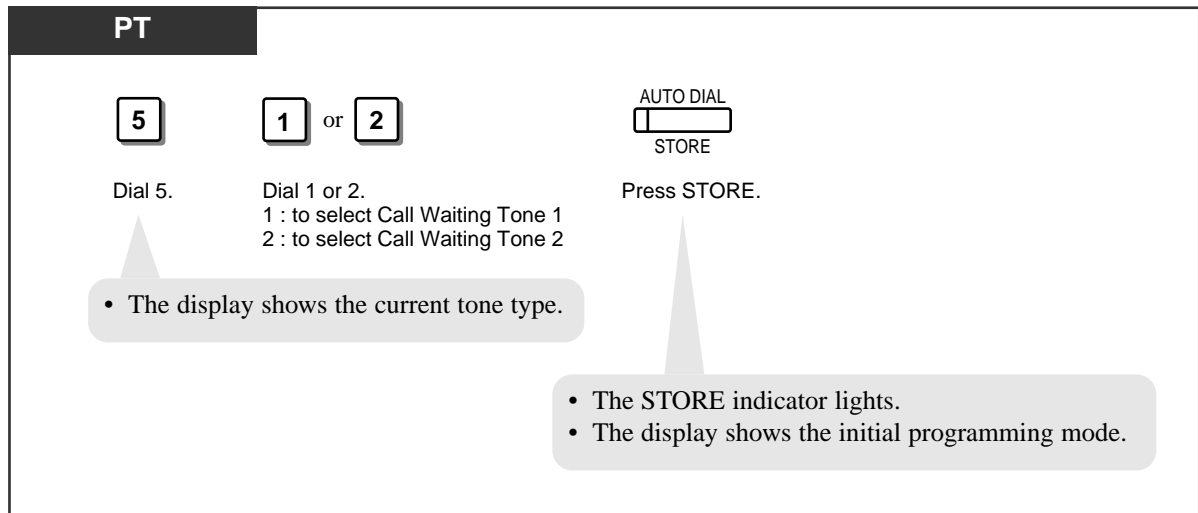 PT
5
1 or 2
AUTO DIAL
STORE
Dial 5.
Dial 1 or 2.
1 : to select Call Waiting Tone 1
2 : to select Call Waiting Tone 2
Press STORE.
• The display shows the current tone type.
• The STORE indicator lights.
• The display shows the initial programming mode.